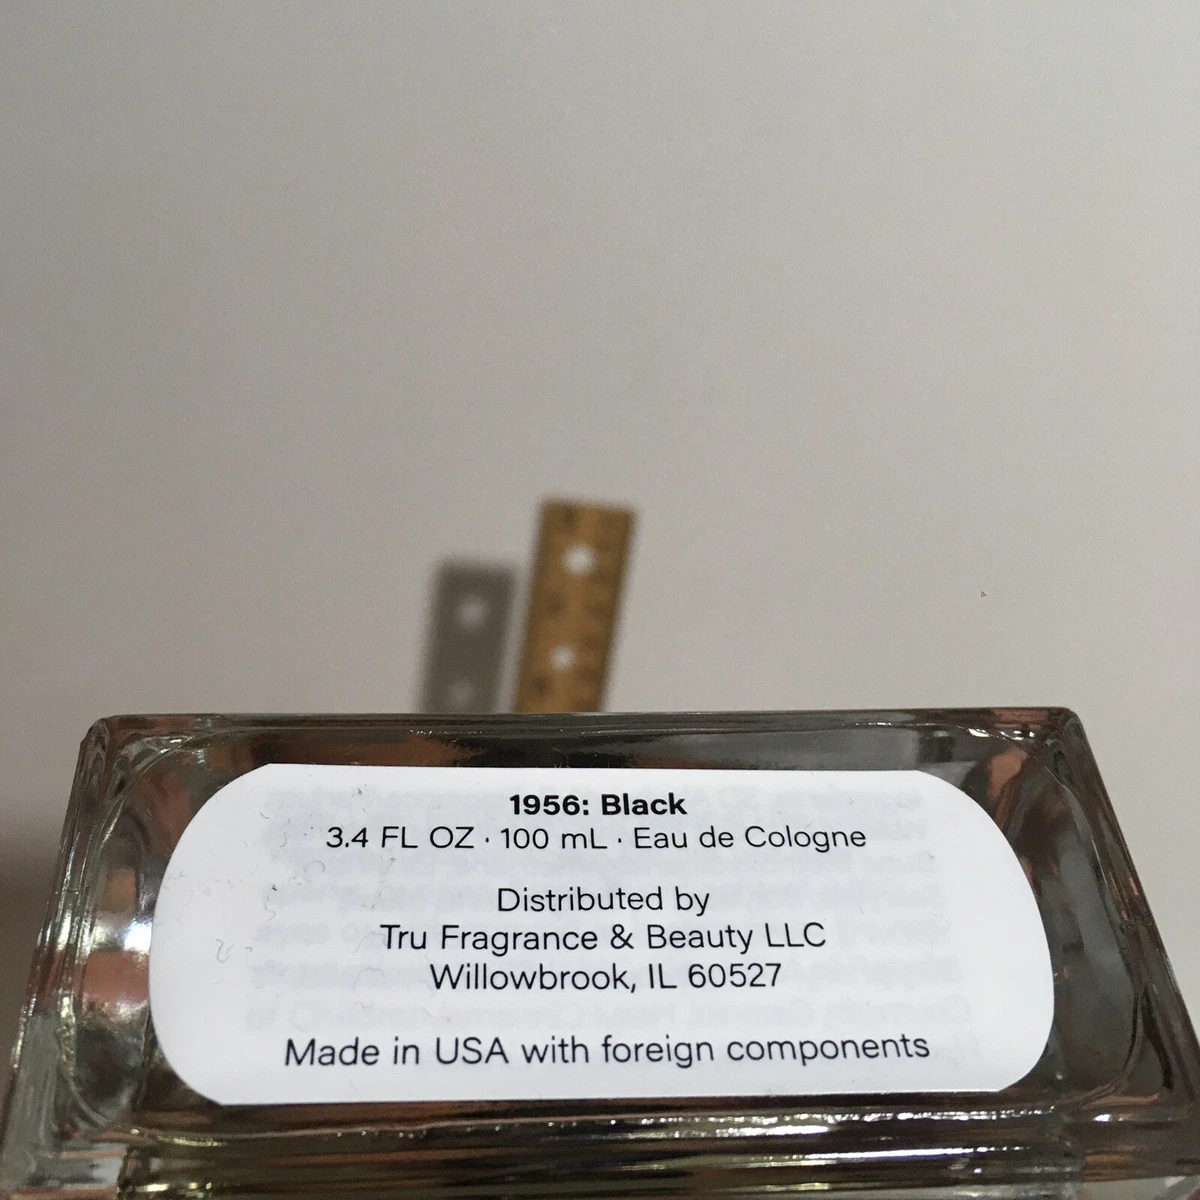 1956: Black
3.4 FL OZ · 100 mL · Eau de Cologne
Distributed by
Tru Fragrance & Beauty LLC
Willowbrook, IL 60527
Made in USA with foreign components